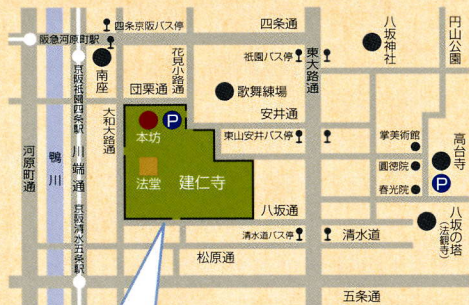 四条京阪バス停
四条通
八坂神社
円山公園
阪急河原町駅
南座
花見小路通
祇園バス停
東大路通
京阪祇園四条駅
団栗通
歌舞練場
安井通
大和大路通
本坊
P
東山安井バス停
掌美術館
高台寺
河原町通
鴨川
川端通
法堂
建仁寺
圓徳院
春光院
P
八坂通
京阪清水五条駅
清水道バス停
清水道
八坂の塔
(法観寺)
松原通
五条通